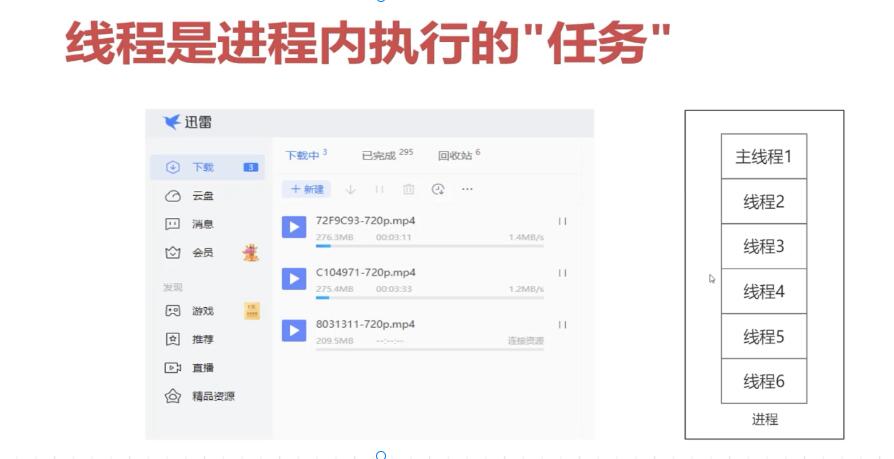 线程是进程内执行的"任务"
迅雷
下载 3
云盘
消息
会员
发现
游戏
推荐
直播
精品资源
下载中 3 已完成 295 回收站 6
+ 新建 ...
72F9C93-720p.mp4
276.3MB 00:03:11 1.4MB/s
C104971-720p.mp4
275.4MB 00:03:33 1.2MB/s
8031311-720p.mp4
209.5MB --:--:-- 连接资源
主线程1
线程2
线程3
线程4
线程5
线程6
进程